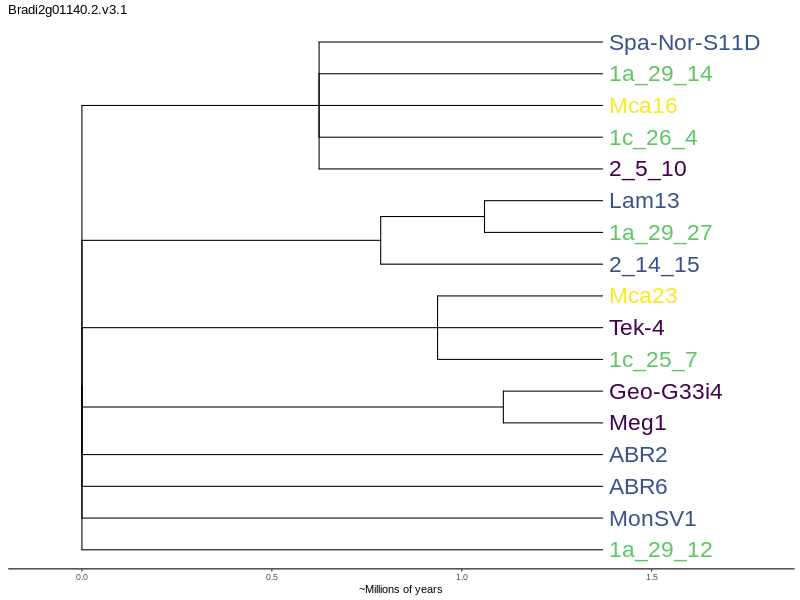 Bradi2g01140.2.v3.1
Spa-Nor-S11D
1a_29_14
Mca16
1c_26_4
2_5_10
Lam13
1a_29_27
2_14_15
Mca23
Tek-4
1c_25_7
Geo-G33i4
Meg1
ABR2
ABR6
MonSV1
1a_29_12
0.0 0.5 1.0 1.5
~Millions of years